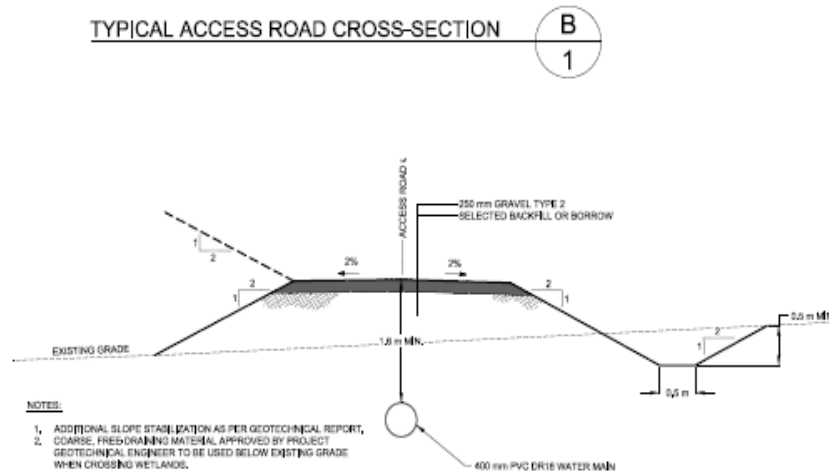 TYPICAL ACCESS ROAD CROSS-SECTION
B
1
ACCESS ROAD ℄
250 mm GRAVEL TYPE 2
SELECTED BACKFILL OR BORROW
1
2
2%
2%
2
1
2
1
0.5 m MIN.
2
1
EXISTING GRADE
1.6 m MIN.
0.5 m
NOTES:
1. ADDITIONAL SLOPE STABILIZATION AS PER GEOTECHNICAL REPORT.
2. COARSE, FREE-DRAINING MATERIAL APPROVED BY PROJECT
GEOTECHNICAL ENGINEER TO BE USED BELOW EXISTING GRADE
WHEN CROSSING WETLANDS.
400 mm PVC DR18 WATER MAIN